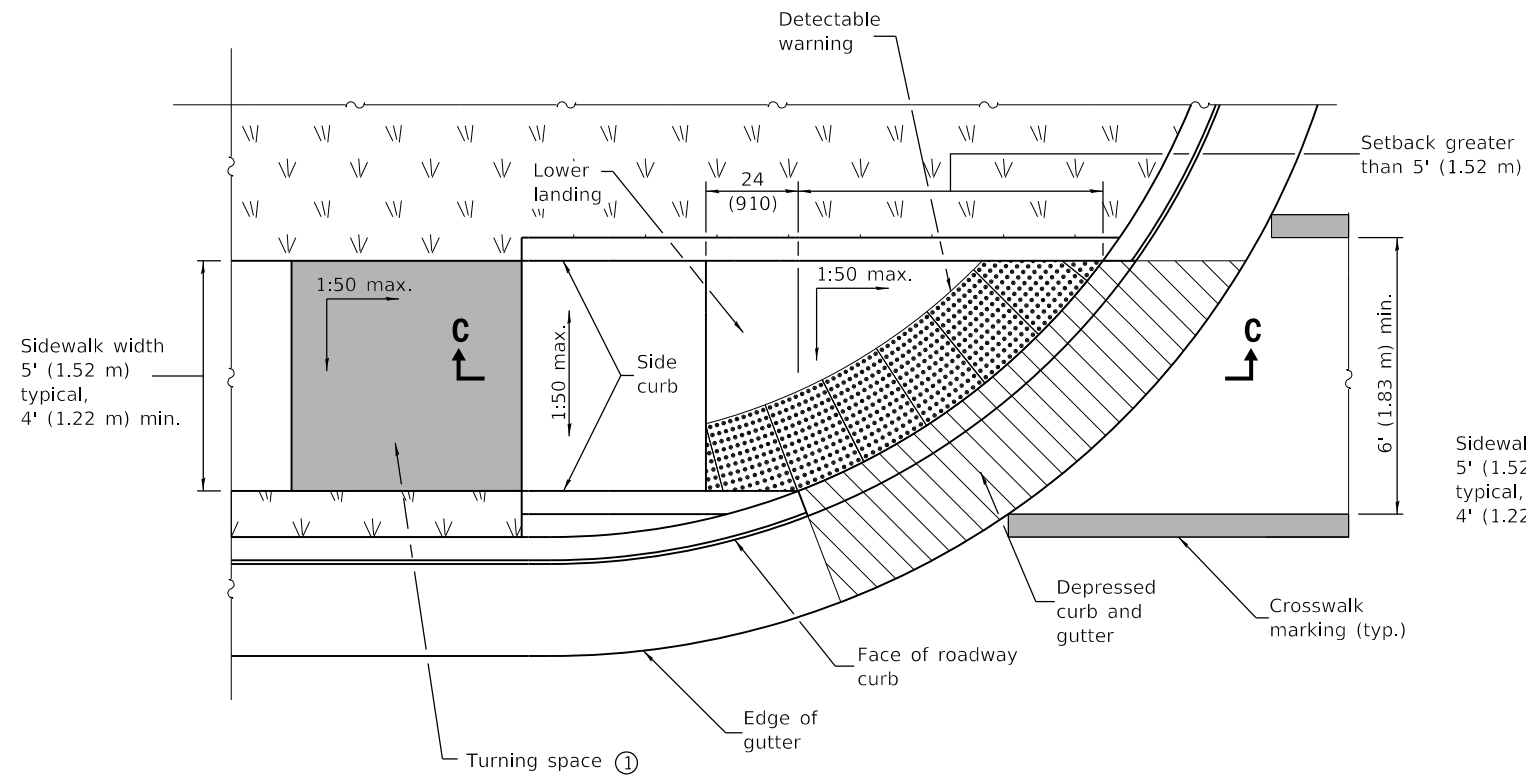 Detectable
warning
Setback greater
than 5' (1.52 m)
Lower
landing
24
(910)
1:50 max.
1:50 max.
Sidewalk width
5' (1.52 m)
typical,
4' (1.22 m) min.
C
1:50 max.
Side
curb
C
6' (1.83 m) min.
5' (1.52
typical,
4' (1.22
Depressed
curb and
gutter
Crosswalk
marking (typ.)
Face of roadway
curb
Edge of
gutter
Turning space ①